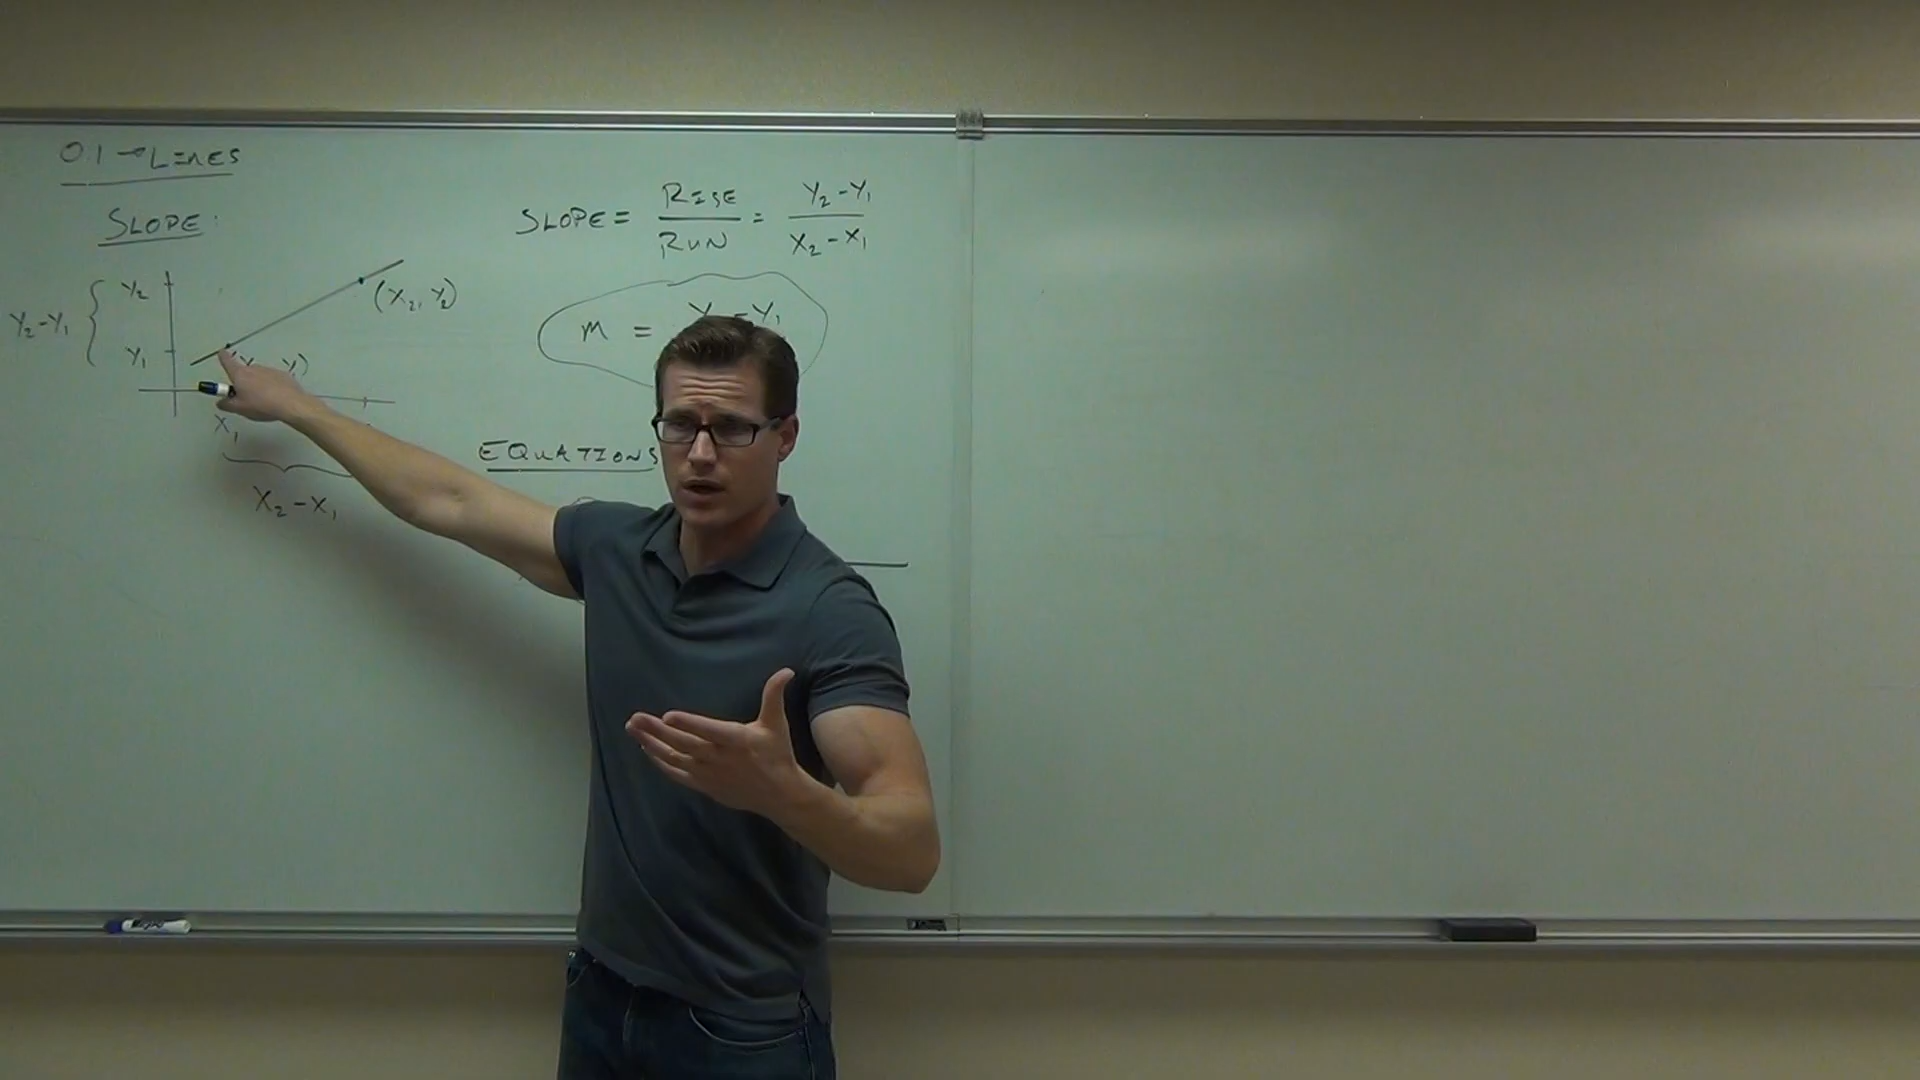 0.1 → LINES
SLOPE:
SLOPE = RISE/RUN = Y₂-Y₁/X₂-X₁
Y₂
(X₂, Y₂)
Y₂-Y₁
m =
Y₁
X₁
EQUATIONS
X₂-X₁